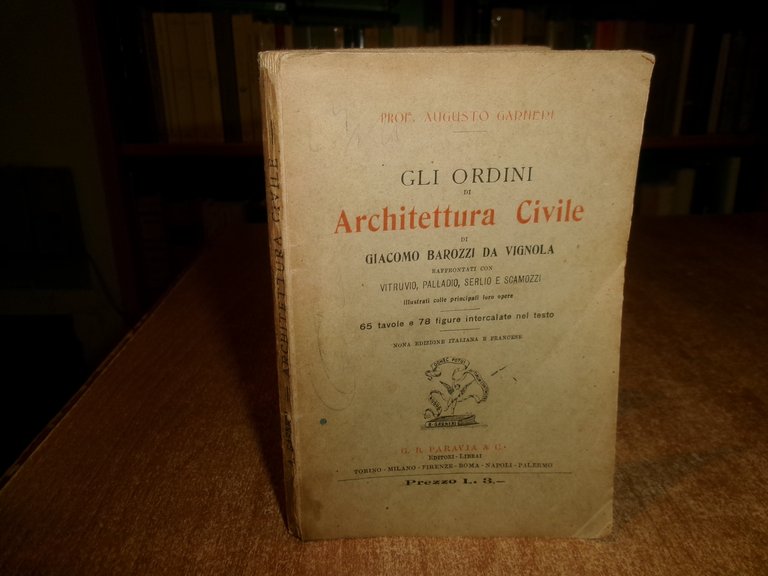 PROF. AUGUSTO GARNERI
GLI ORDINI
DI
Architettura Civile
DI
GIACOMO BAROZZI DA VIGNOLA
RAFFRONTATI CON
VITRUVIO, PALLADIO, SERLIO E SCAMOZZI
illustrati colle principali loro opere
65 tavole e 78 figure intercalate nel testo
NONA EDIZIONE ITALIANA E FRANCESE
G. B. PARAVIA & C.
EDITORI-LIBRAI
TORINO-MILANO-FIRENZE-ROMA-NAPOLI-PALERMO
Prezzo L. 3.—
ARCHITETTURA CIVILE